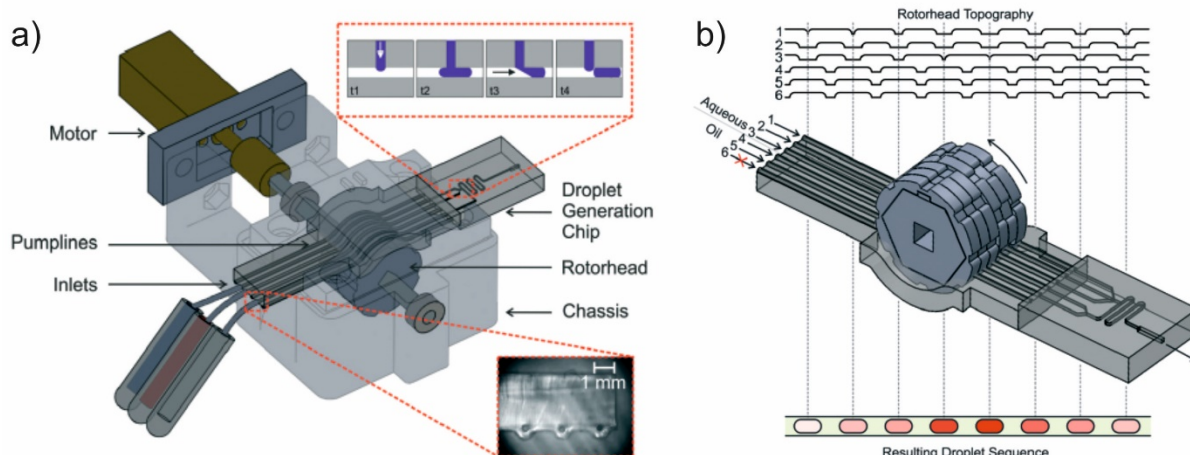 a)
t1
t2
t3
t4
Motor
Droplet
Generation
Chip
Pumplines
Inlets
Rotorhead
Chassis
1 mm
b)
Rotorhead Topography
1
2
3
4
5
6
Aqueous
Oil
1
2
3
4
5
6
Resulting Droplet Sequence